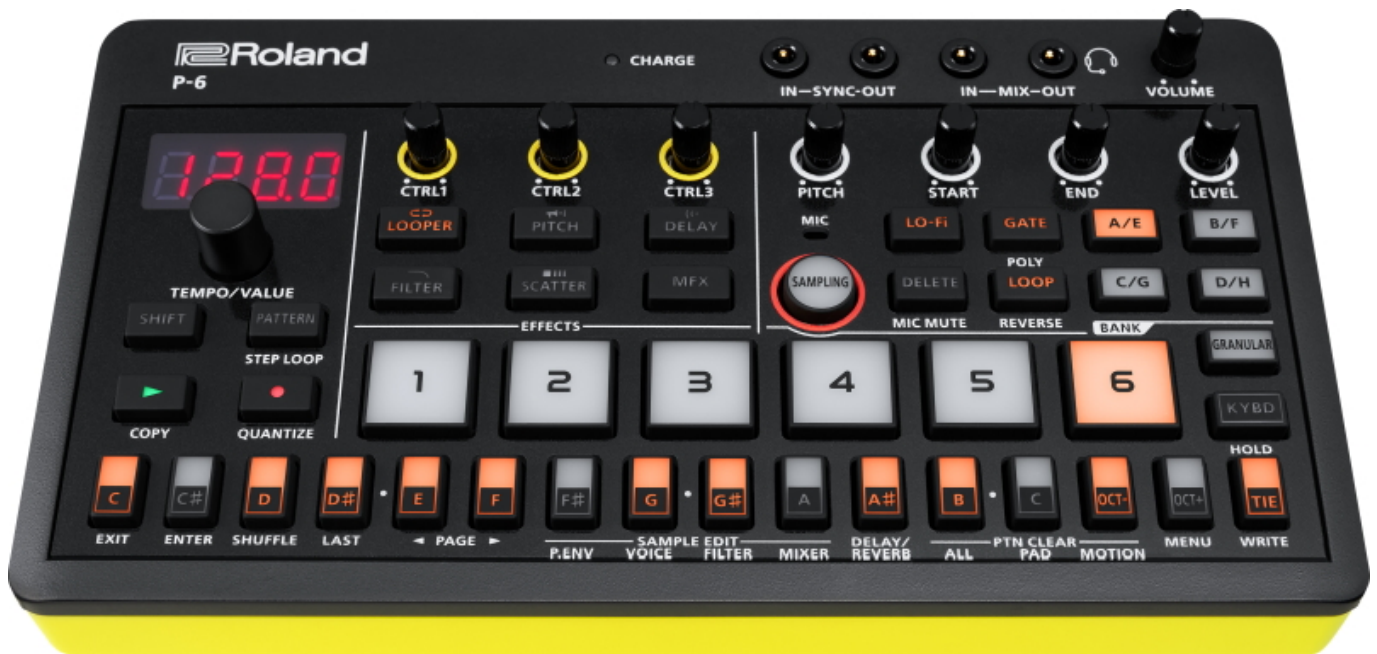 Roland
P-6
CHARGE
IN-SYNC-OUT
IN-MIX-OUT
VOLUME
128.0
CTRL1
CTRL2
CTRL3
PITCH
START
END
LEVEL
TEMPO/VALUE
LOOPER
PITCH
DELAY
MIC
LO-Fi
GATE
A/E
B/F
POLY
FILTER
SCATTER
MFX
SAMPLING
DELETE
LOOP
C/G
D/H
SHIFT
PATTERN
EFFECTS
MIC MUTE
REVERSE
BANK
STEP LOOP
1
2
3
4
5
6
GRANULAR
COPY
QUANTIZE
KYBD
HOLD
C
C#
D
D#
E
F
F#
G
G#
A
A#
B
C
OCT-
OCT+
TIE
EXIT
ENTER
SHUFFLE
LAST
◄ PAGE ►
SAMPLE EDIT
P.ENV
VOICE
FILTER
MIXER
DELAY/
REVERB
PTN CLEAR
ALL
PAD
MOTION
MENU
WRITE